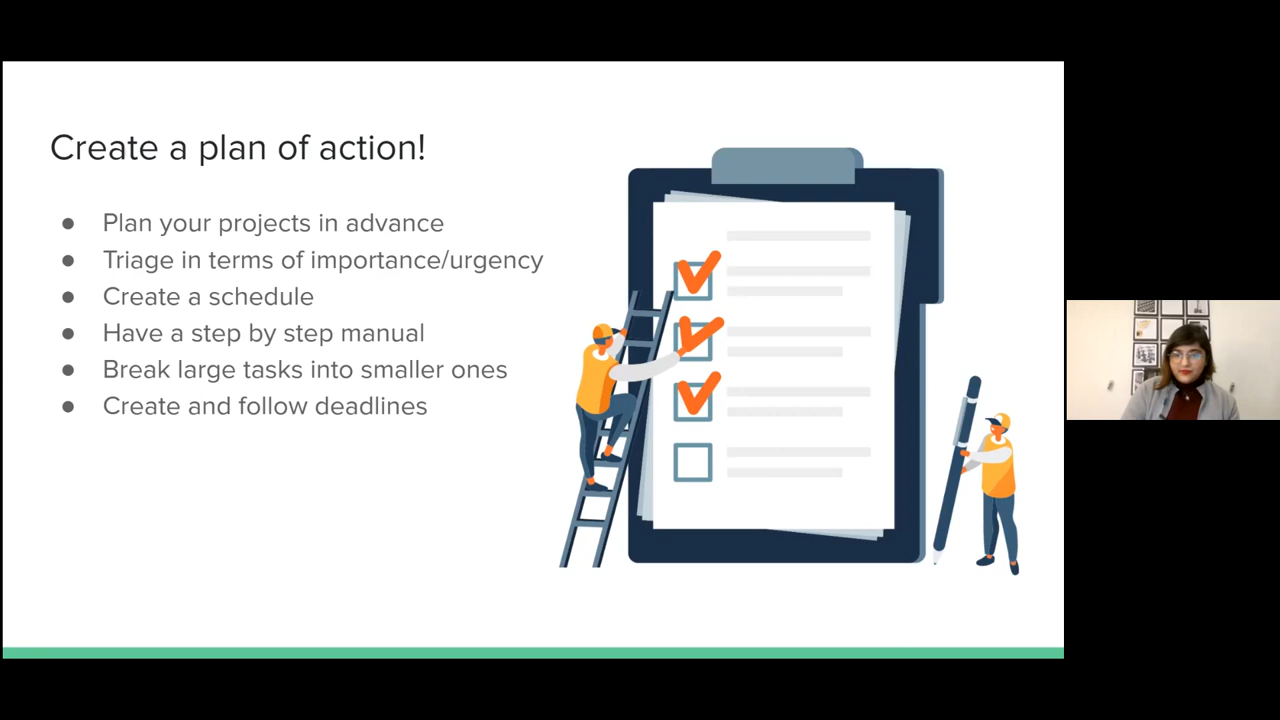 Create a plan of action!
● Plan your projects in advance
● Triage in terms of importance/urgency
● Create a schedule
● Have a step by step manual
● Break large tasks into smaller ones
● Create and follow deadlines